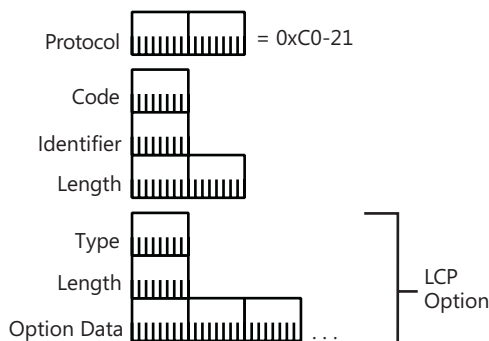 Protocol = 0xC0-21
Code
Identifier
Length
Type
Length
Option Data ...
LCP
Option